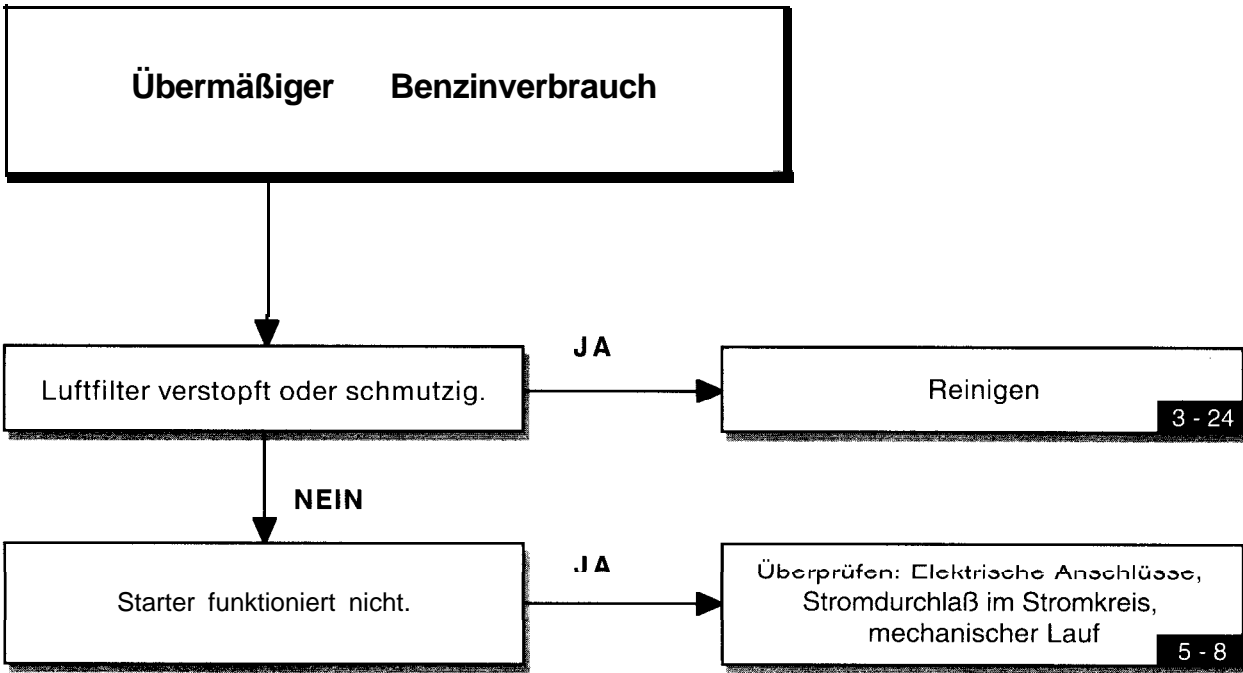 Übermäßiger Benzinverbrauch
Luftfilter verstopft oder schmutzig.
JA
Reinigen
3 - 24
NEIN
Starter funktioniert nicht.
JA
Überprüfen: Elektrische Anschlüsse,
Stromdurchlaß im Stromkreis,
mechanischer Lauf
5 - 8